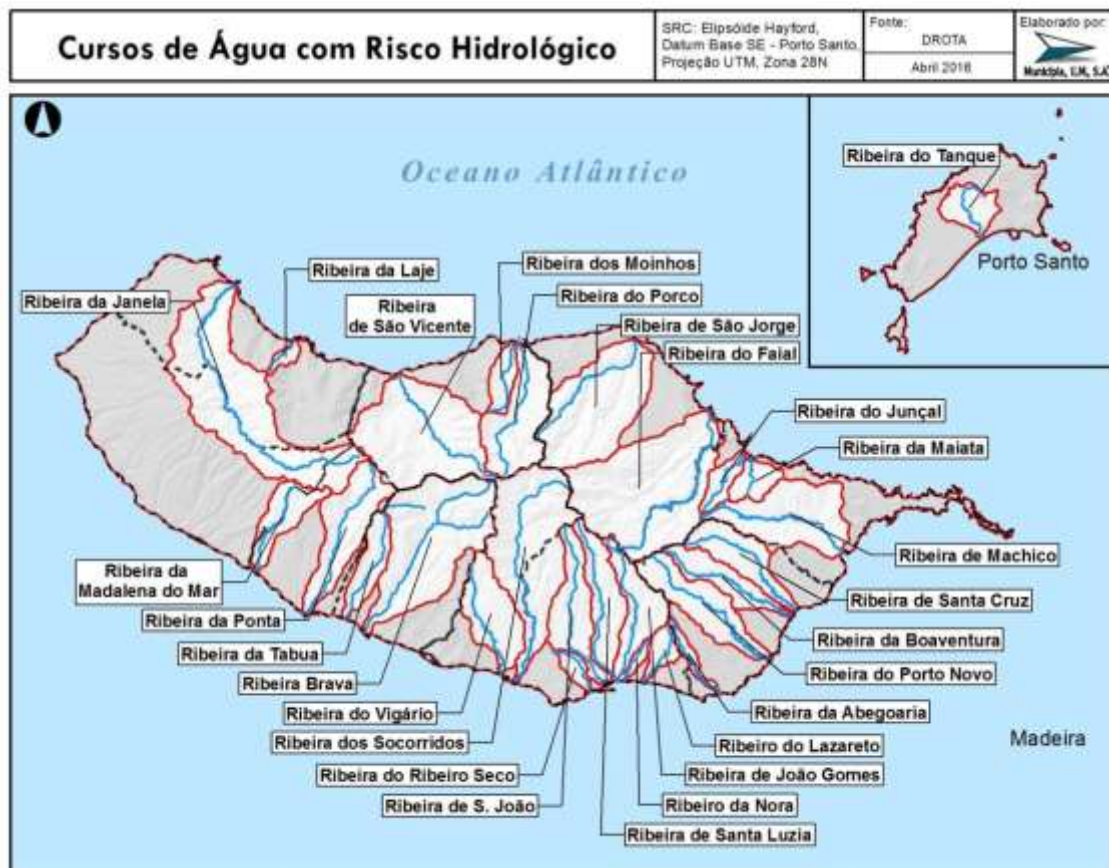 Cursos de Água com Risco Hidrológico
SRC: Elipsóide Hayford,
Datum Base SE - Porto Santo,
Projeção UTM, Zona 28N
Fonte:
DROTA
Abril 2016
Elaborado por:
Município, E.M., S.A.
Oceano Atlântico
Ribeira do Tanque
Porto Santo
Ribeira da Laje
Ribeira dos Moinhos
Ribeira da Janela
Ribeira
de São Vicente
Ribeira do Porco
Ribeira de São Jorge
Ribeira do Faial
Ribeira do Junçal
Ribeira da Maiata
Ribeira de Machico
Ribeira da
Madalena do Mar
Ribeira de Santa Cruz
Ribeira da Ponta
Ribeira da Boaventura
Ribeira da Tabua
Ribeira do Porto Novo
Ribeira Brava
Ribeira do Vigário
Ribeira da Abegoaria
Ribeira dos Socorridos
Ribeiro do Lazareto
Madeira
Ribeira do Ribeiro Seco
Ribeira de João Gomes
Ribeira de S. João
Ribeiro da Nora
Ribeira de Santa Luzia